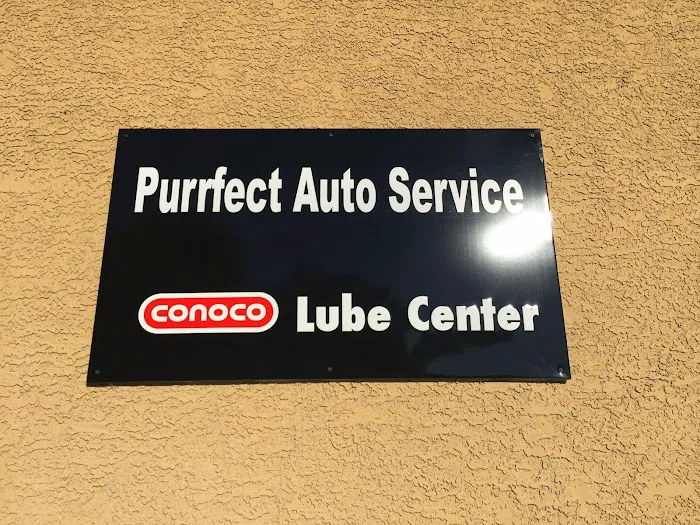 Purrfect Auto Service
conoco Lube Center